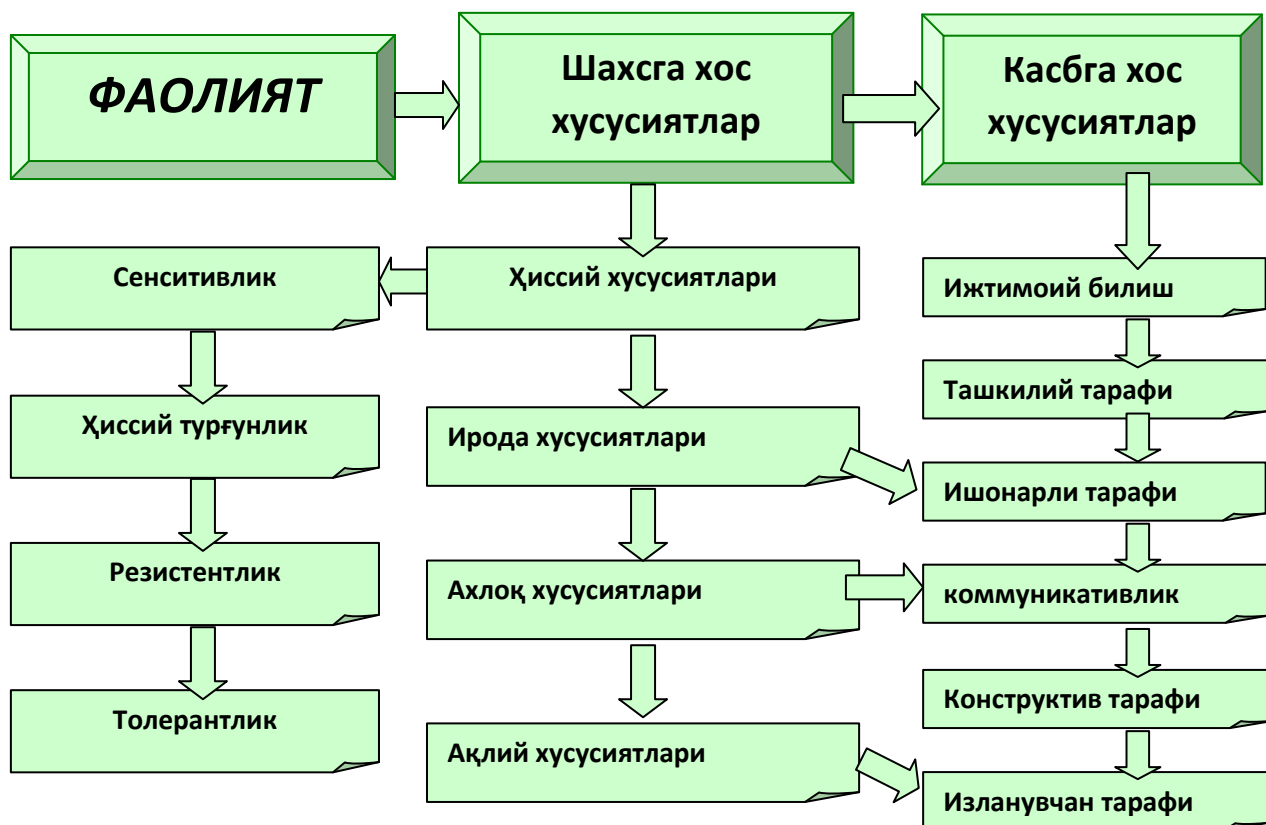 ФАОЛИЯТ
Шахсга хос
хусусиятлар
Касбга хос
хусусиятлар
Сенситивлик
Ҳиссий турғунлик
Резистентлик
Толерантлик
Ҳиссий хусусиятлари
Ирода хусусиятлари
Ахлоқ хусусиятлари
Ақлий хусусиятлари
Ижтимоий билиш
Ташкилий тарафи
Ишонарли тарафи
коммуникативлик
Конструктив тарафи
Изланувчан тарафи